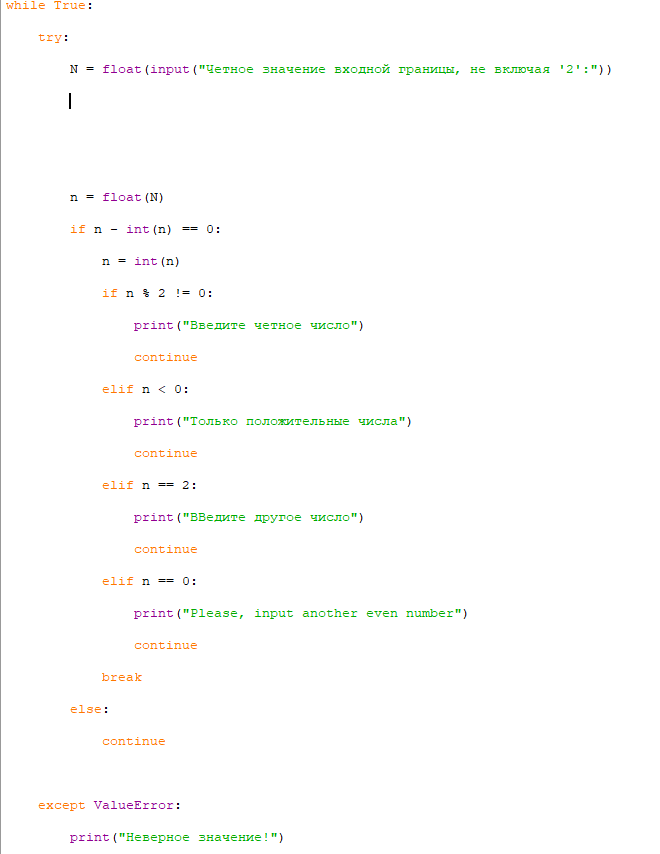 while True:
    try:
        N = float(input("Четное значение входной границы, не включая '2':"))
        n = float(N)
        if n - int(n) == 0:
            n = int(n)
            if n % 2 != 0:
                print("Введите четное число")
                continue
            elif n < 0:
                print("Только положительные числа")
                continue
            elif n == 2:
                print("ВВедите другое число")
                continue
            elif n == 0:
                print("Please, input another even number")
                continue
            break
        else:
            continue
    except ValueError:
        print("Неверное значение!")